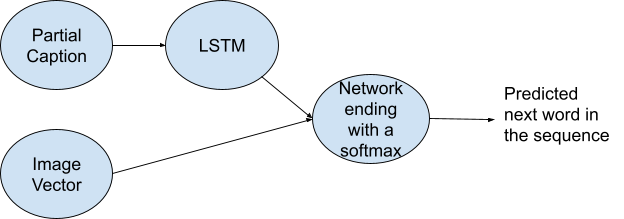 Partial
Caption
LSTM
Network
ending
with a
softmax
Predicted
next word in
the sequence
Image
Vector